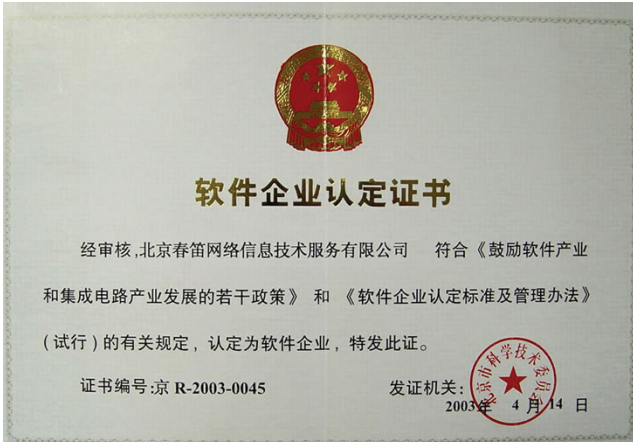 软件企业认定证书
经审核,北京春笛网络信息技术服务有限公司 符合《鼓励软件产业
和集成电路产业发展的若干政策》 和 《软件企业认定标准及管理办法》
(试行)的有关规定，认定为软件企业，特发此证。
证书编号:京 R-2003-0045
发证机关：
北京市科学技术委员会
2003年 4 月 14 日